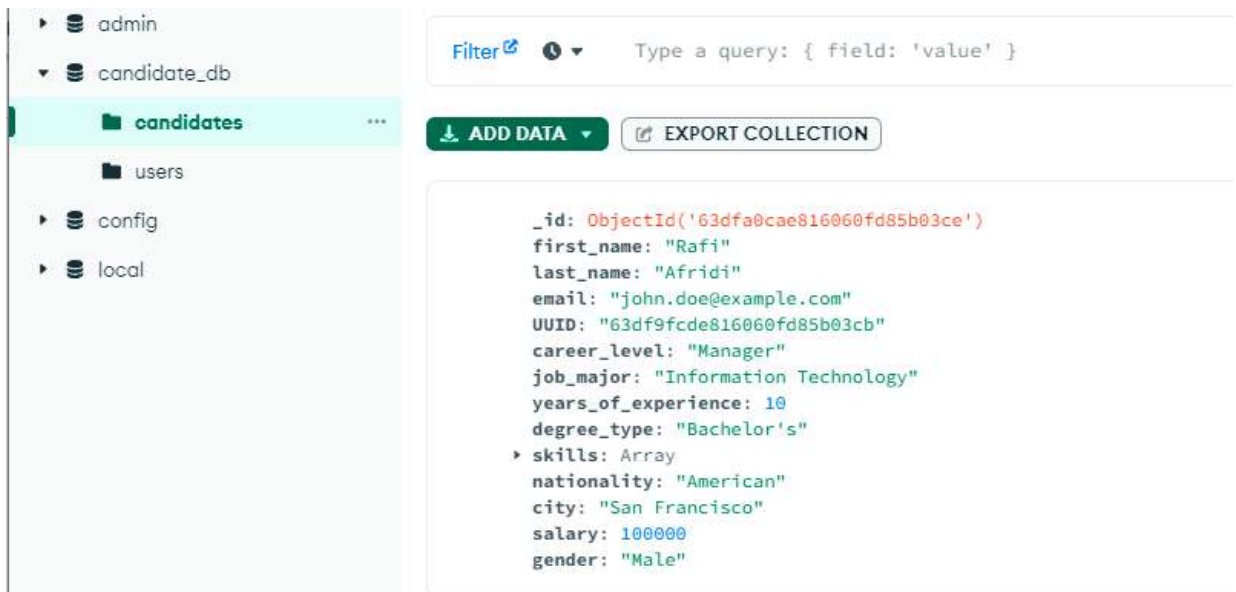 admin
candidate_db
candidates
users
config
local
Filter
Type a query: { field: 'value' }
ADD DATA
EXPORT COLLECTION
_id: ObjectId('63dfa0cae816060fd85b03ce')
first_name: "Rafi"
last_name: "Afridi"
email: "john.doe@example.com"
UUID: "63df9fcde816060fd85b03cb"
career_level: "Manager"
job_major: "Information Technology"
years_of_experience: 10
degree_type: "Bachelor's"
skills: Array
nationality: "American"
city: "San Francisco"
salary: 100000
gender: "Male"